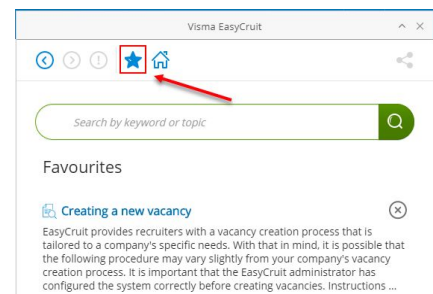 Visma EasyCruit
Search by keyword or topic
Favourites
Creating a new vacancy
EasyCruit provides recruiters with a vacancy creation process that is
tailored to a company's specific needs. With that in mind, it is possible that
the following procedure may vary slightly from your company's vacancy
creation process. It is important that the EasyCruit administrator has
configured the system correctly before creating vacancies. Instructions ...